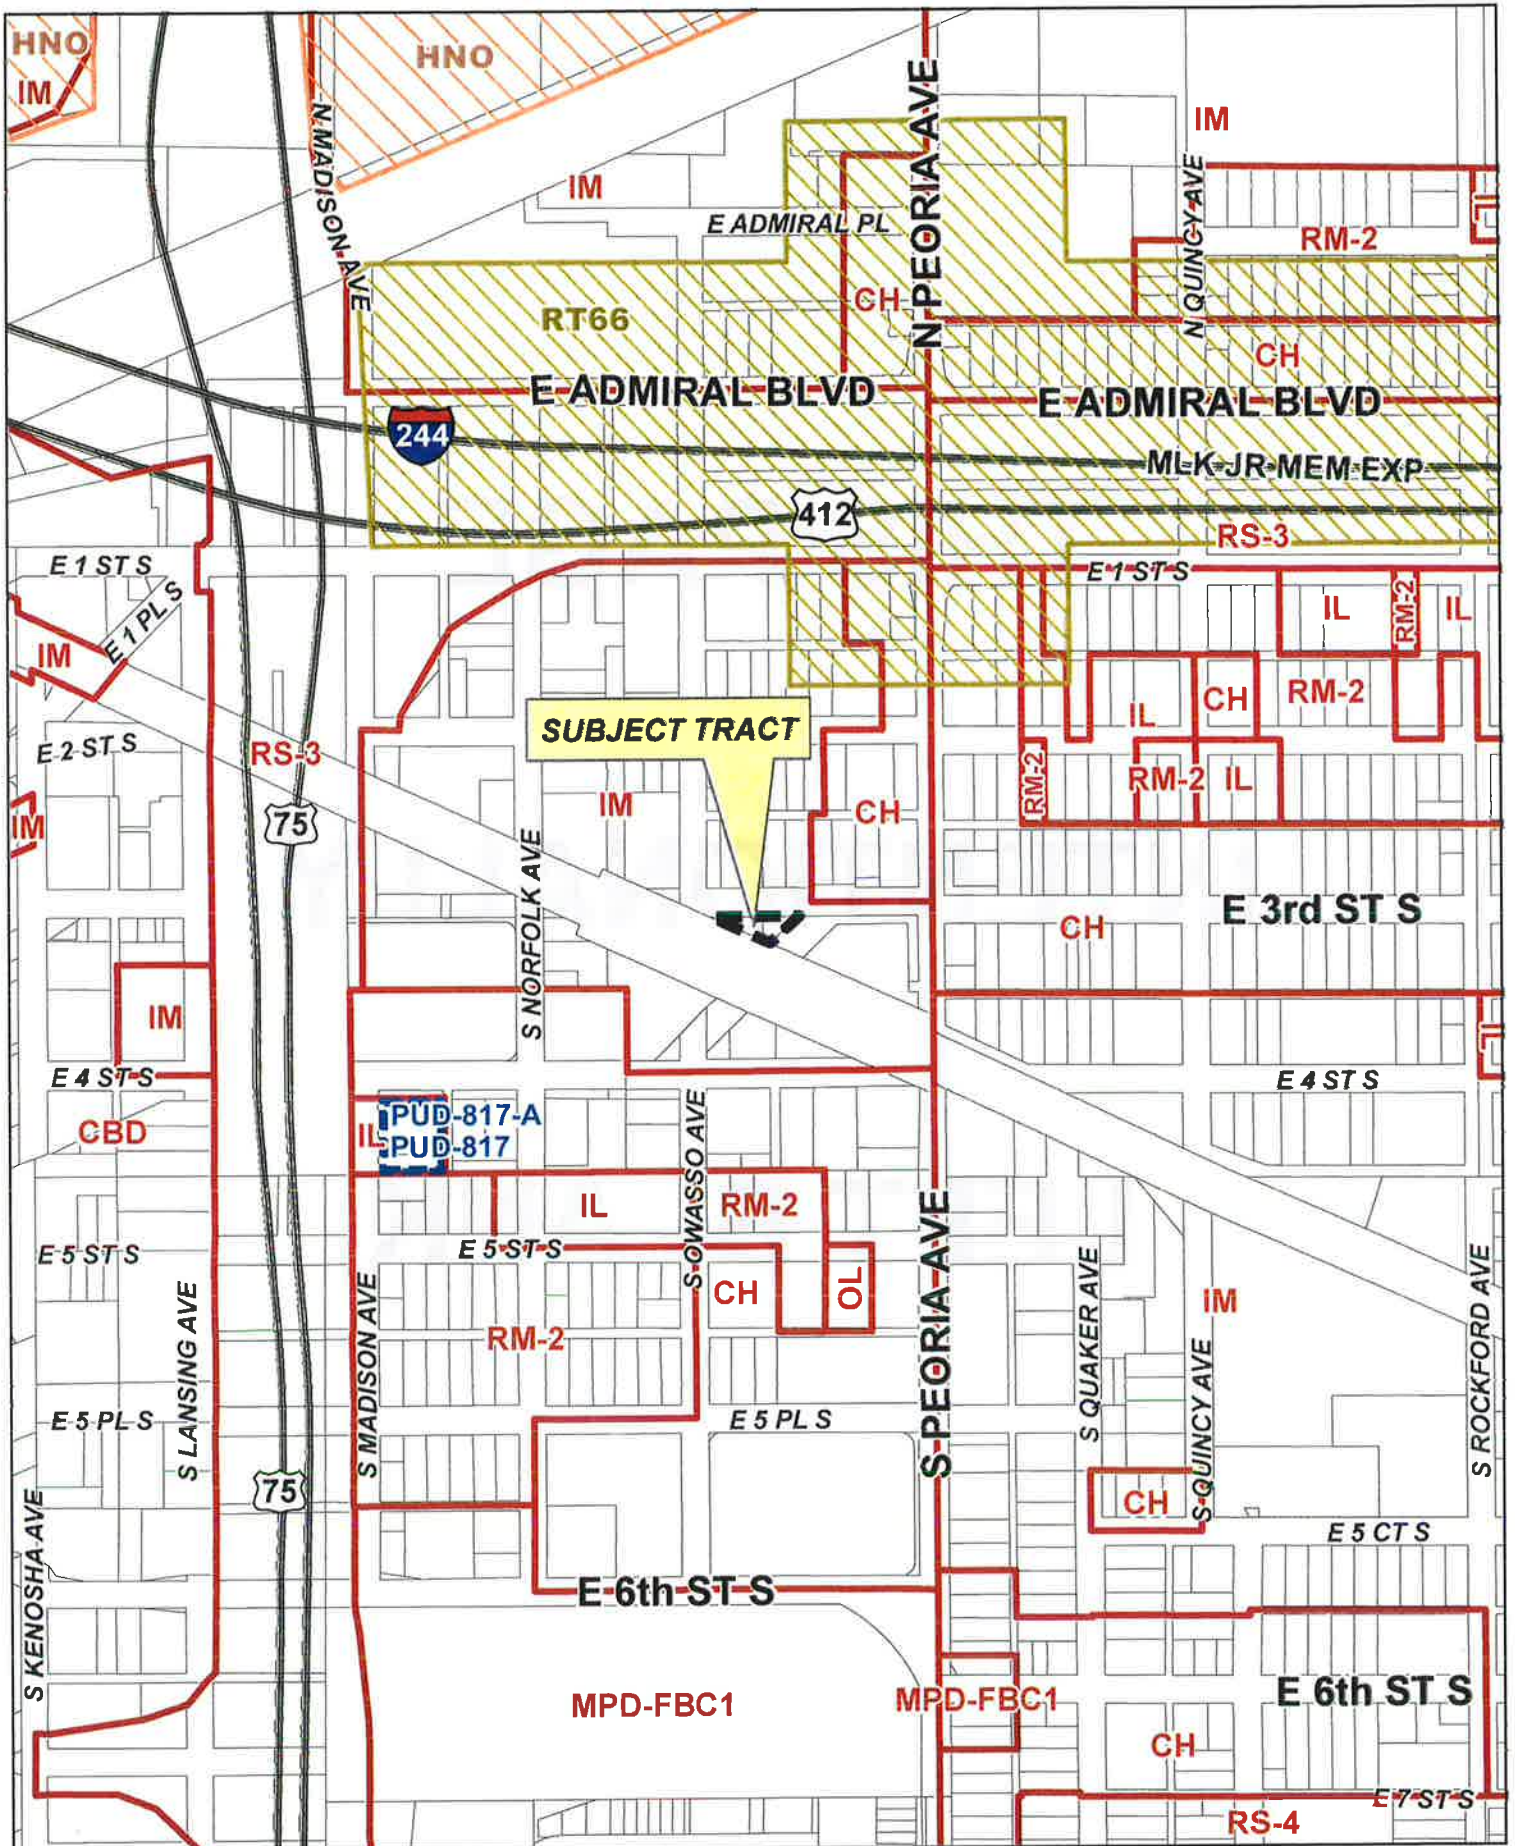 HNO
HNO
IM
N MADISON AVE
N PEORIA AVE
IM
IM
N QUINCY AVE
IL
E ADMIRAL PL
RM-2
CH
RT66
CH
E ADMIRAL BLVD
E ADMIRAL BLVD
244
MLK JR MEM EXP
412
RS-3
E 1 ST S
E 1 ST S
E 1 PL S
IL
RM-2
IL
IM
CH
RM-2
IL
SUBJECT TRACT
E 2 ST S
RS-3
RM-2
RM-2
IL
IM
CH
IM
75
S NORFOLK AVE
E 3rd ST S
CH
IM
IL
E 4 ST S
E 4 ST S
PUD-817-A
IL
PUD-817
CBD
S OWASSO AVE
IL
RM-2
S PEORIA AVE
E 5 ST S
E 5 ST S
CH
OL
S QUAKER AVE
IM
S ROCKFORD AVE
S LANSING AVE
S MADISON AVE
RM-2
S QUINCY AVE
E 5 PL S
E 5 PL S
75
CH
S KENOSHA AVE
E 5 CT S
E 6th ST S
MPD-FBC1
MPD-FBC1
E 6th ST S
CH
E 7 ST S
RS-4